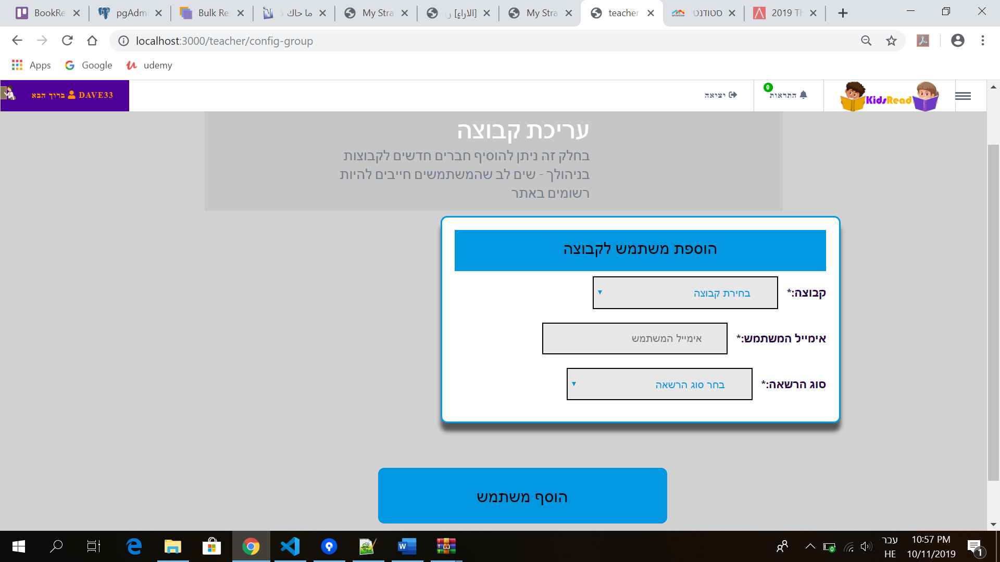 BookRe
pgAdmi
Bulk Re
ما حاك
My Stra
[الاراء]
My Stra
teacher
סטודנט
2019 Th
localhost:3000/teacher/config-group
Apps
Google
udemy
ברוך הבא DAVE33
יציאה
התראות
0
KidsRead
עריכת קבוצה
בחלק זה ניתן להוסיף חברים חדשים לקבוצות
בניהולך - שים לב שהמשתמשים חייבים להיות
רשומים באתר
הוספת משתמש לקבוצה
קבוצה:*
בחירת קבוצה
אימייל המשתמש:*
אימייל המשתמש
סוג הרשאה:*
בחר סוג הרשאה
הוסף משתמש
עבר
HE
10:57 PM
10/11/2019
1